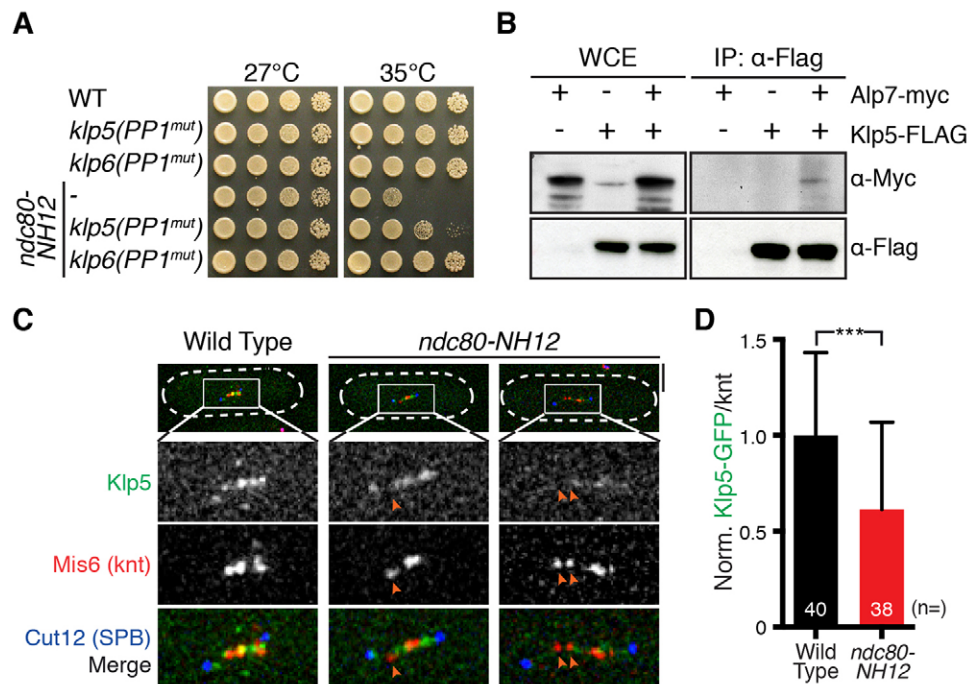 A
27°C 35°C
WT
klp5(PP1mut)
klp6(PP1mut)
ndc80-NH12
-
klp5(PP1mut)
klp6(PP1mut)
B
WCE IP: α-Flag
+ - + + - + Alp7-myc
- + + - + + Klp5-FLAG
α-Myc
α-Flag
C
Wild Type ndc80-NH12
Klp5
Mis6 (knt)
Cut12 (SPB)
Merge
D
Norm. Klp5-GFP/knt
1.5
1.0
0.5
0
***
40 38 (n=)
Wild Type
ndc80-NH12